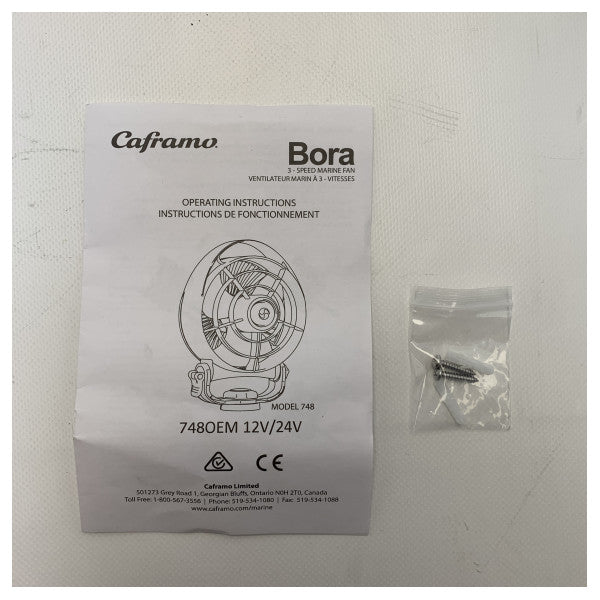 Caframo
Bora
3 - SPEED MARINE FAN
VENTILATEUR MARIN À 3 - VITESSES
OPERATING INSTRUCTIONS
INSTRUCTIONS DE FONCTIONNEMENT
MODEL 748
748OEM 12V/24V
CE
Caframo Limited
501273 Grey Road 1, Georgian Bluffs, Ontario N0H 2T0, Canada
Toll Free: 1-800-567-3556 | Phone: 519-534-1080 | Fax: 519-534-1088
www.caframo.com/marine